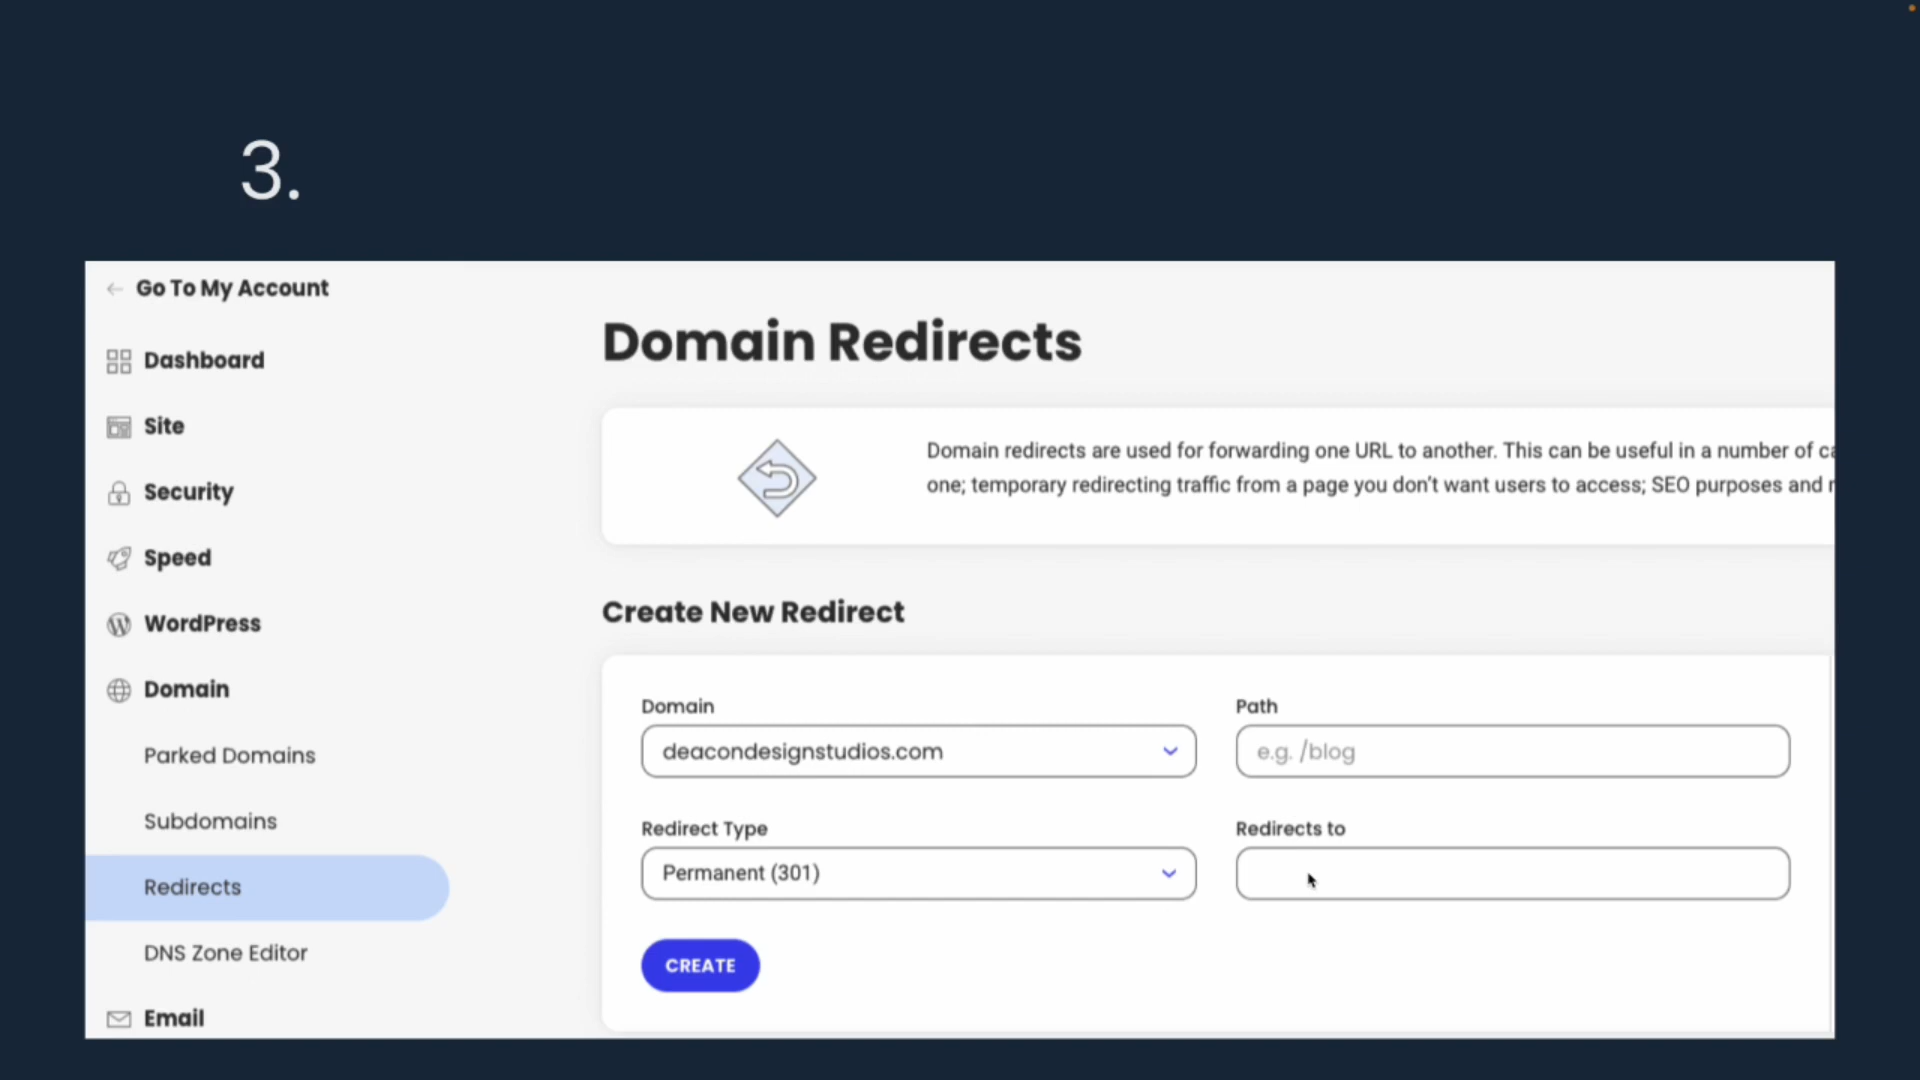 3.
Go To My Account
Dashboard
Site
Security
Speed
WordPress
Domain
Parked Domains
Subdomains
Redirects
DNS Zone Editor
Email
Domain Redirects
Domain redirects are used for forwarding one URL to another. This can be useful in a number of
one; temporary redirecting traffic from a page you don't want users to access; SEO purposes and
Create New Redirect
Domain
deacondesignstudios.com
Path
e.g. /blog
Redirect Type
Permanent (301)
Redirects to
CREATE